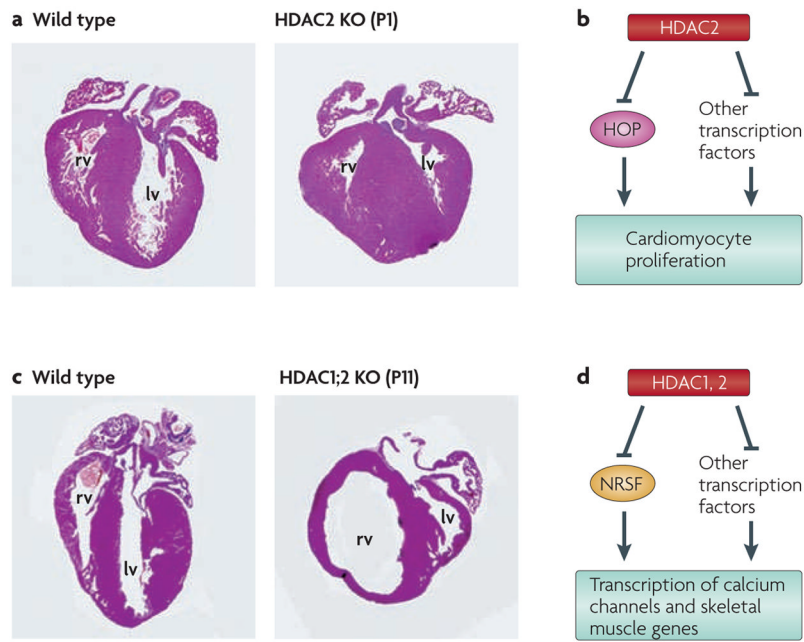 a Wild type
HDAC2 KO (P1)
rv
lv
rv
lv
b
HDAC2
HOP
Other
transcription
factors
Cardiomyocyte
proliferation
c Wild type
HDAC1;2 KO (P11)
rv
lv
rv
lv
d
HDAC1, 2
NRSF
Other
transcription
factors
Transcription of calcium
channels and skeletal
muscle genes